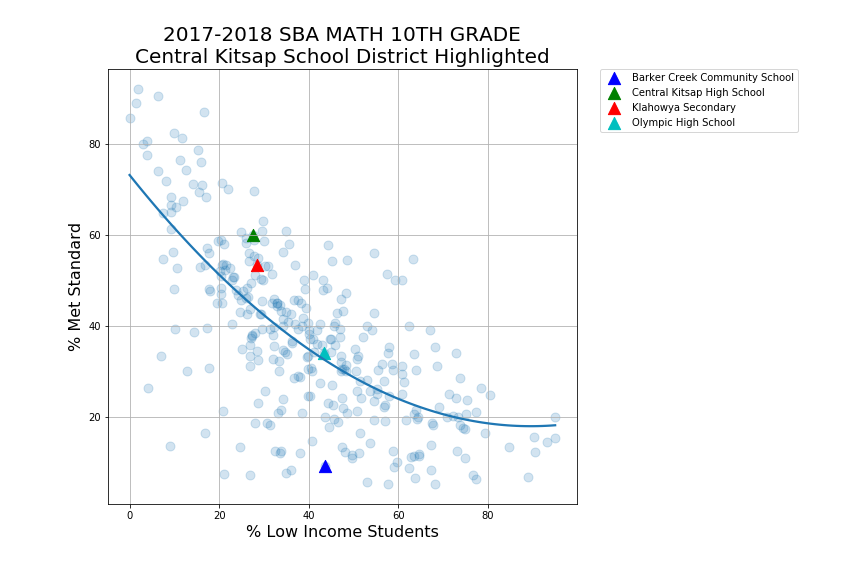 2017-2018 SBA MATH 10TH GRADE
Central Kitsap School District Highlighted
Barker Creek Community School
Central Kitsap High School
Klahowya Secondary
Olympic High School
% Met Standard
80
60
40
20
0 20 40 60 80
% Low Income Students